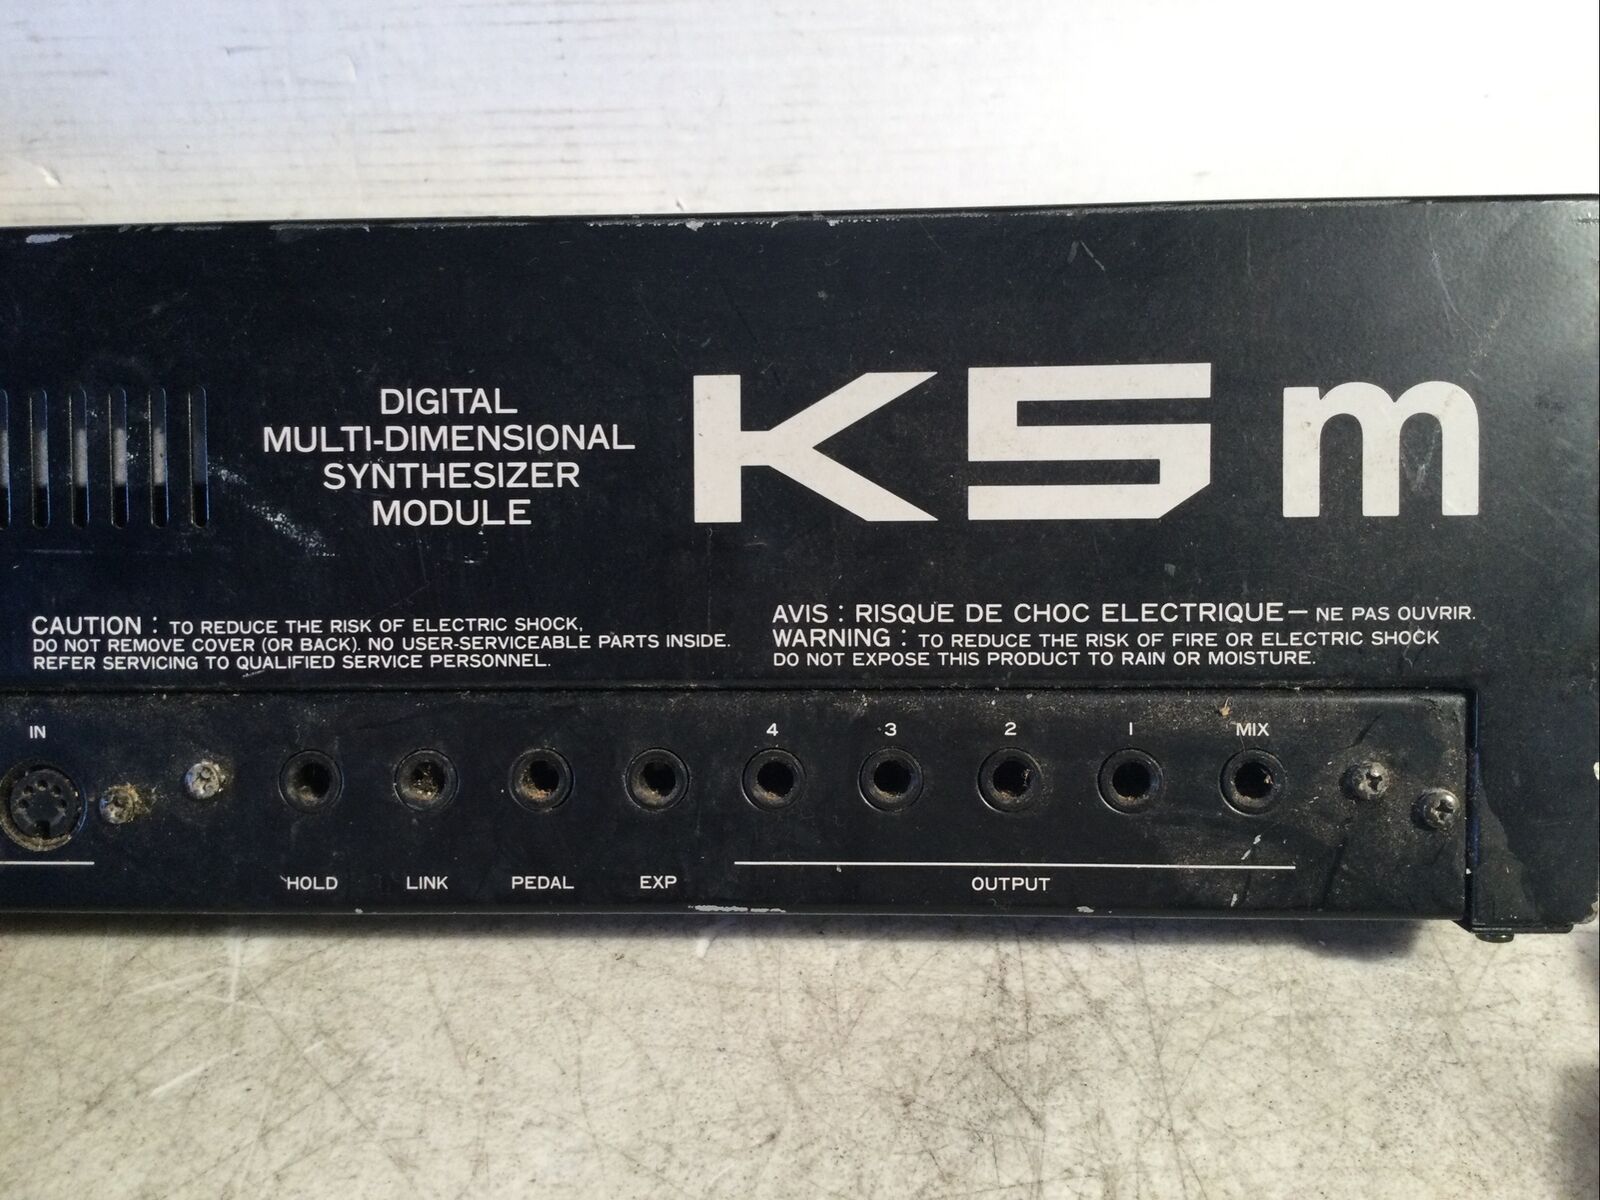 DIGITAL
MULTI-DIMENSIONAL
SYNTHESIZER
MODULE
K5m
CAUTION : TO REDUCE THE RISK OF ELECTRIC SHOCK,
DO NOT REMOVE COVER (OR BACK). NO USER-SERVICEABLE PARTS INSIDE.
REFER SERVICING TO QUALIFIED SERVICE PERSONNEL.
AVIS : RISQUE DE CHOC ELECTRIQUE— NE PAS OUVRIR.
WARNING : TO REDUCE THE RISK OF FIRE OR ELECTRIC SHOCK
DO NOT EXPOSE THIS PRODUCT TO RAIN OR MOISTURE.
IN
4 3 2 1 MIX
HOLD LINK PEDAL EXP
OUTPUT